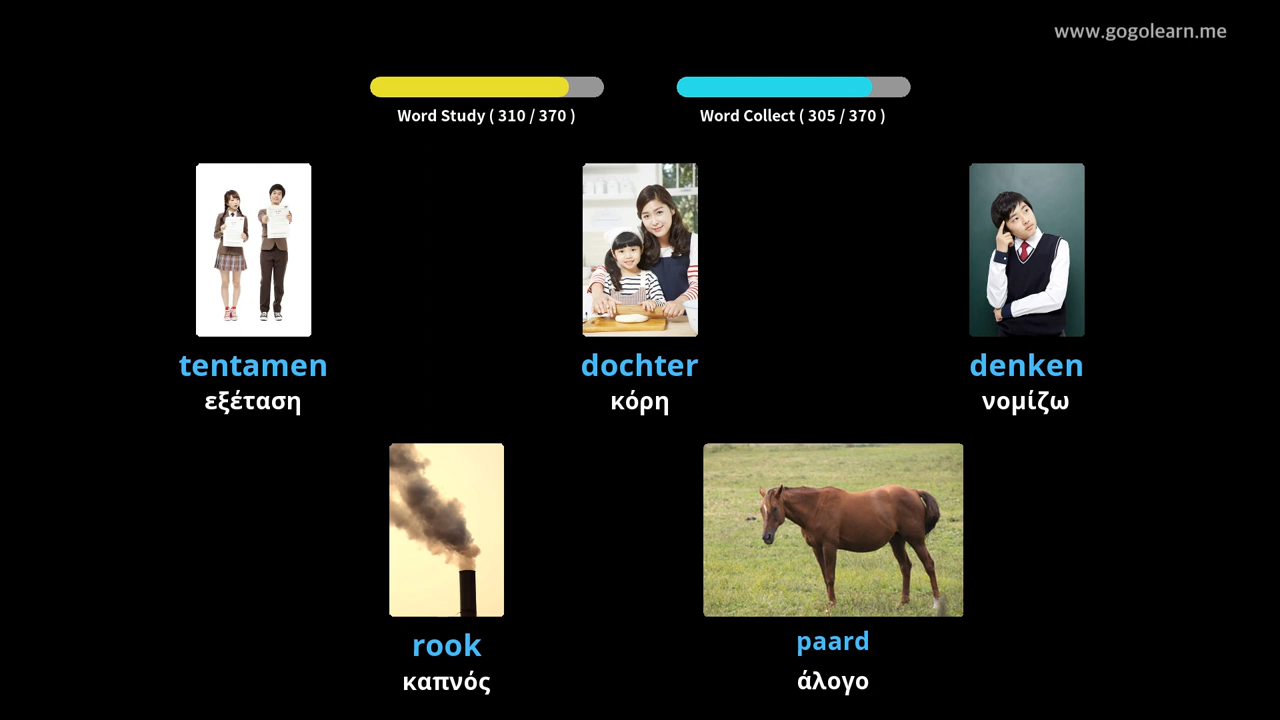 www.gogolearn.me
Word Study ( 310 / 370 )
Word Collect ( 305 / 370 )
tentamen
εξέταση
dochter
κόρη
denken
νομίζω
rook
καπνός
paard
άλογο